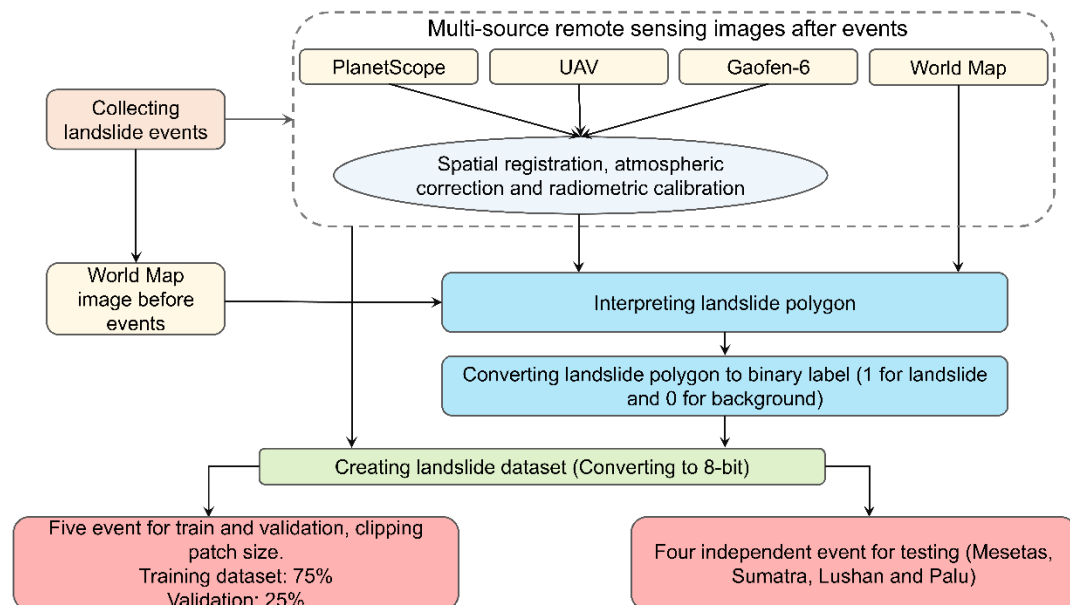 Multi-source remote sensing images after events
PlanetScope
UAV
Gaofen-6
World Map
Collecting
landslide events
Spatial registration, atmospheric
correction and radiometric calibration
World Map
image before
events
Interpreting landslide polygon
Converting landslide polygon to binary label (1 for landslide
and 0 for background)
Creating landslide dataset (Converting to 8-bit)
Five event for train and validation, clipping
patch size.
Training dataset: 75%
Validation: 25%
Four independent event for testing (Mesetas,
Sumatra, Lushan and Palu)